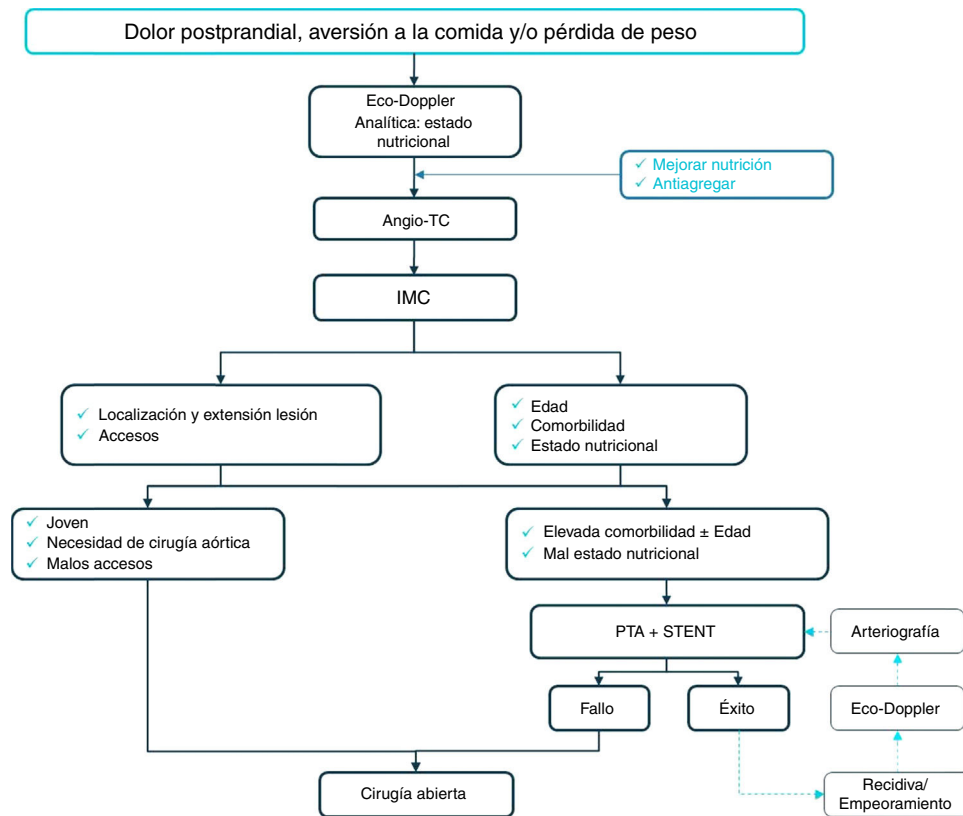 Dolor postprandial, aversión a la comida y/o pérdida de peso
Eco-Doppler
Analítica: estado
nutricional
✓ Mejorar nutrición
✓ Antiagregar
Angio-TC
IMC
✓ Localización y extensión lesión
✓ Accesos
✓ Edad
✓ Comorbilidad
✓ Estado nutricional
✓ Joven
✓ Necesidad de cirugía aórtica
✓ Malos accesos
✓ Elevada comorbilidad ± Edad
✓ Mal estado nutricional
PTA + STENT
Arteriografía
Fallo
Éxito
Eco-Doppler
Cirugía abierta
Recidiva/
Empeoramiento